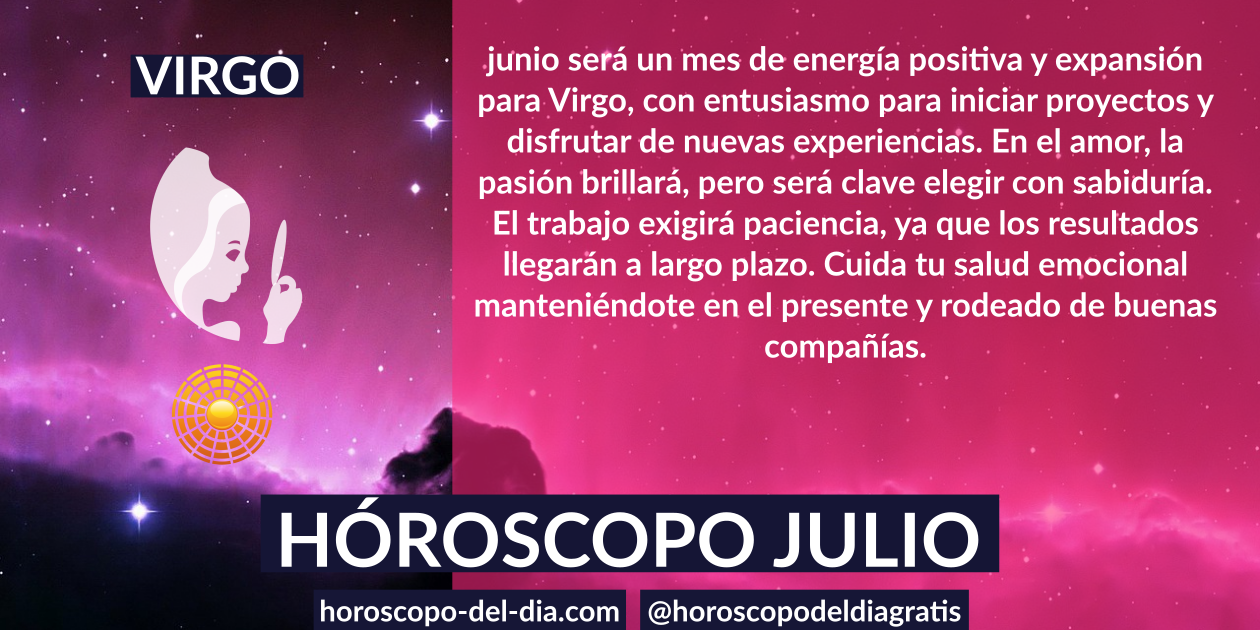 VIRGO
junio será un mes de energía positiva y expansión
para Virgo, con entusiasmo para iniciar proyectos y
disfrutar de nuevas experiencias. En el amor, la
pasión brillará, pero será clave elegir con sabiduría.
El trabajo exigirá paciencia, ya que los resultados
llegarán a largo plazo. Cuida tu salud emocional
manteniéndote en el presente y rodeado de buenas
compañías.
HÓROSCOPO JULIO
horoscopo-del-dia.com
@horoscopodeldiagratis